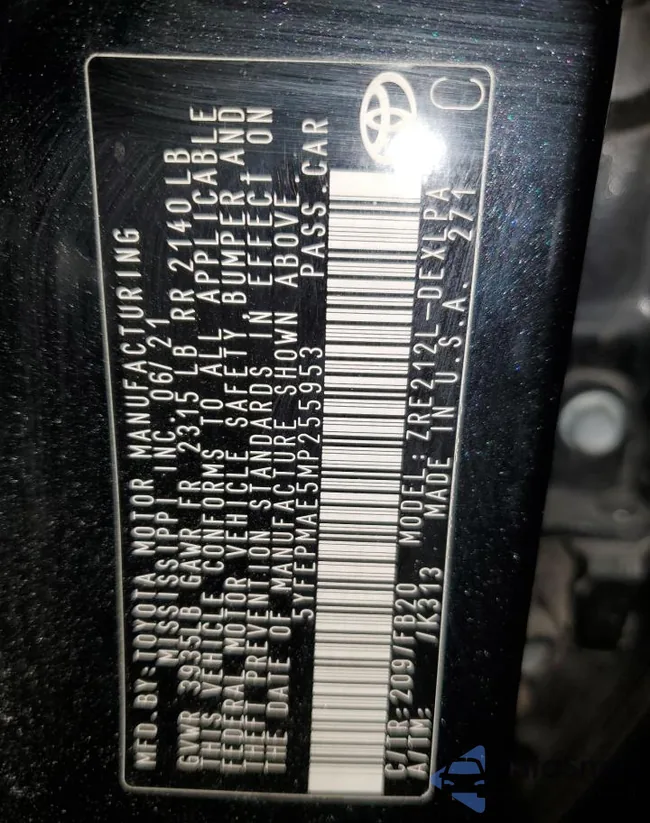 MFD. BY: TOYOTA MOTOR MANUFACTURING
MISSISSIPPI INC. 06/21
GVWR 3935LB GAWR FR 2315 LB RR 2140LB
THIS VEHICLE CONFORMS TO ALL APPLICABLE
FEDERAL MOTOR VEHICLE SAFETY, BUMPER AND
THEFT PREVENTION STANDARDS IN EFFECT ON
THE DATE OF MANUFACTURE SHOWN ABOVE.
5YFEPMAE5MP255953 PASS.CAR
C/TR: 209/FB20 MODEL: ZRE212L-DEXLPA
A/TM: /K313 MADE IN U.S.A. 271
C